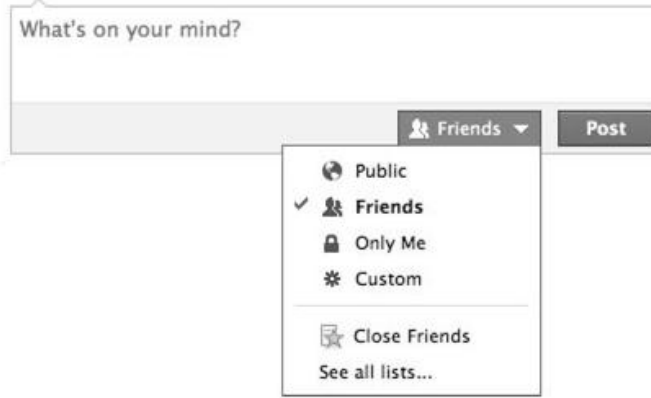 What's on your mind?
Friends Post
Public
Friends
Only Me
Custom
Close Friends
See all lists...